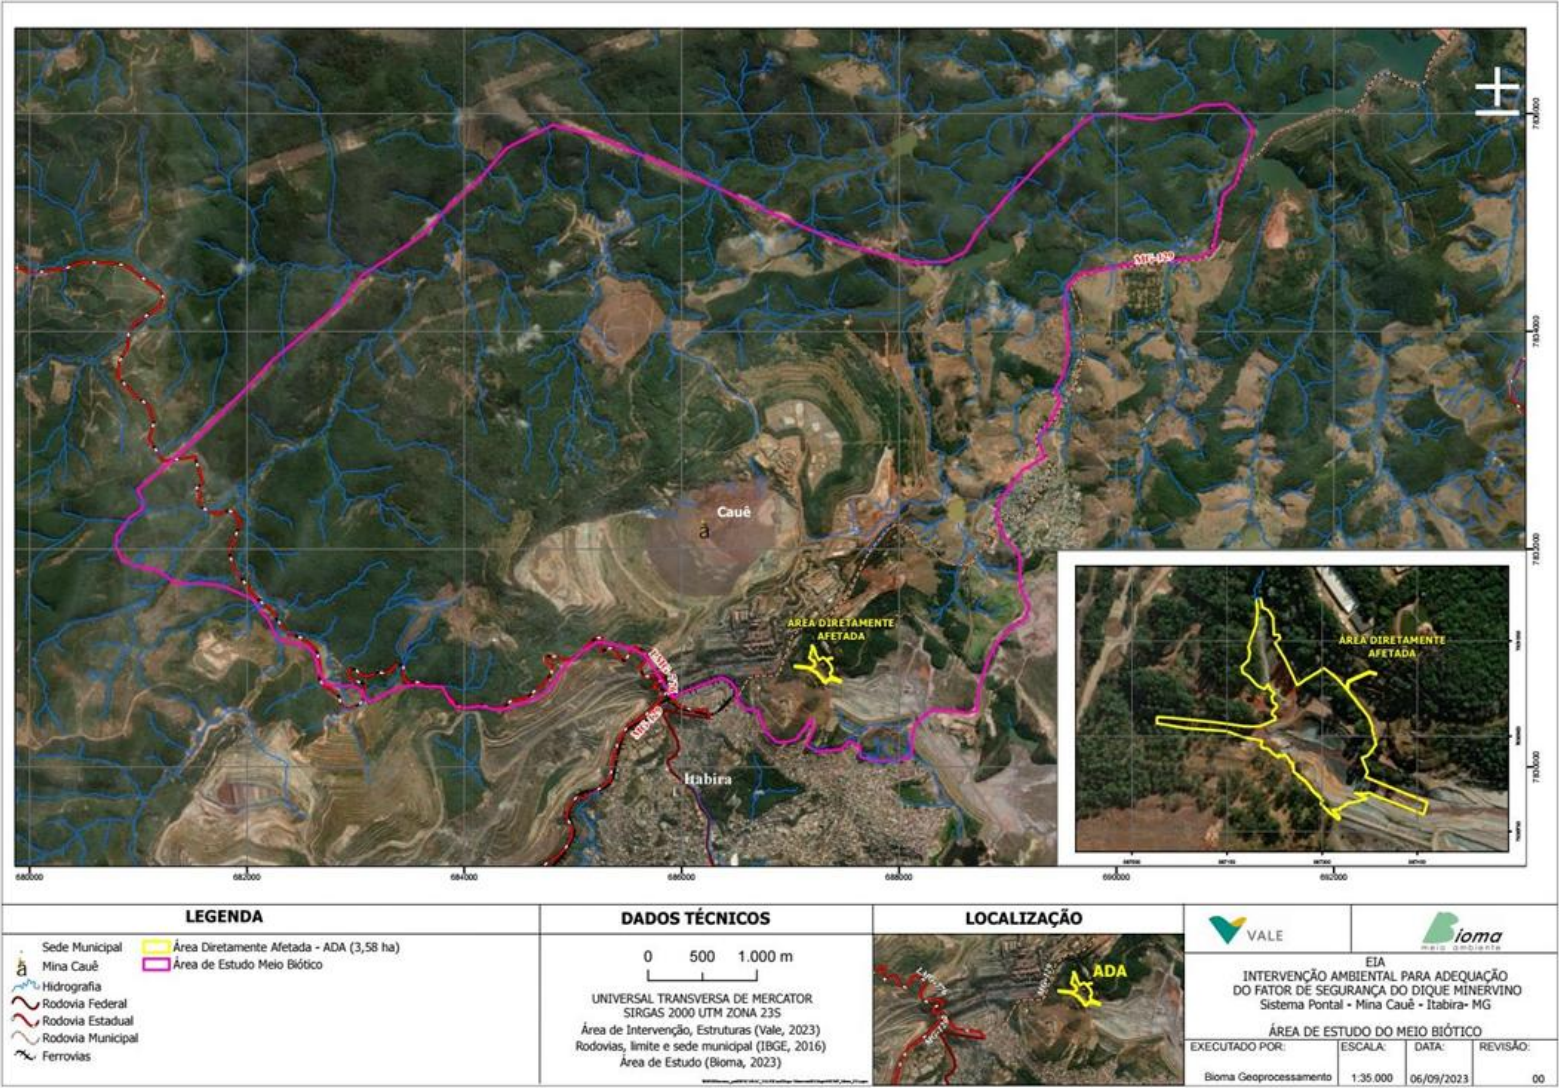 7836000
MG-129
7834000
Cauê
7832000
ÁREA DIRETAMENTE
AFETADA
ÁREA DIRETAMENTE
AFETADA
Itabira
7830000
680000
682000
684000
686000
688000
690000
692000
LEGENDA
Sede Municipal
Mina Cauê
Hidrografia
Rodovia Federal
Rodovia Estadual
Rodovia Municipal
Ferrovias
Área Diretamente Afetada - ADA (3,58 ha)
Área de Estudo Meio Biótico
DADOS TÉCNICOS
0 500 1.000 m
UNIVERSAL TRANSVERSA DE MERCATOR
SIRGAS 2000 UTM ZONA 23S
Área de Intervenção, Estruturas (Vale, 2023)
Rodovias, limite e sede municipal (IBGE, 2016)
Área de Estudo (Bioma, 2023)
LOCALIZAÇÃO
ADA
VALE
Bioma
meio ambiente
EIA
INTERVENÇÃO AMBIENTAL PARA ADEQUAÇÃO
DO FATOR DE SEGURANÇA DO DIQUE MINERVINO
Sistema Pontal - Mina Cauê - Itabira- MG
ÁREA DE ESTUDO DO MEIO BIÓTICO
EXECUTADO POR:
Bioma Geoprocessamento
ESCALA:
1:35.000
DATA:
06/09/2023
REVISÃO:
00